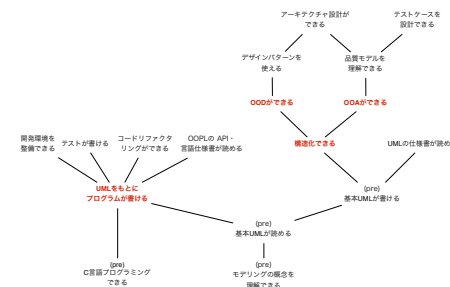 アーキテクチャ設計が
できる
テストケースを
設計できる
デザインパターンを
使える
品質モデルを
理解できる
OODができる
OOAができる
開発環境を
整備できる
テストが書ける
コードリファクタ
リングができる
OOPLの API・
言語仕様書が読める
構造化できる
UMLの仕様書が読め
UMLをもとに
プログラムが書ける
(pre)
基本UMLが書ける
(pre)
基本UMLが読める
(pre)
C言語プログラミング
できる
(pre)
モデリングの概念を
理解できる